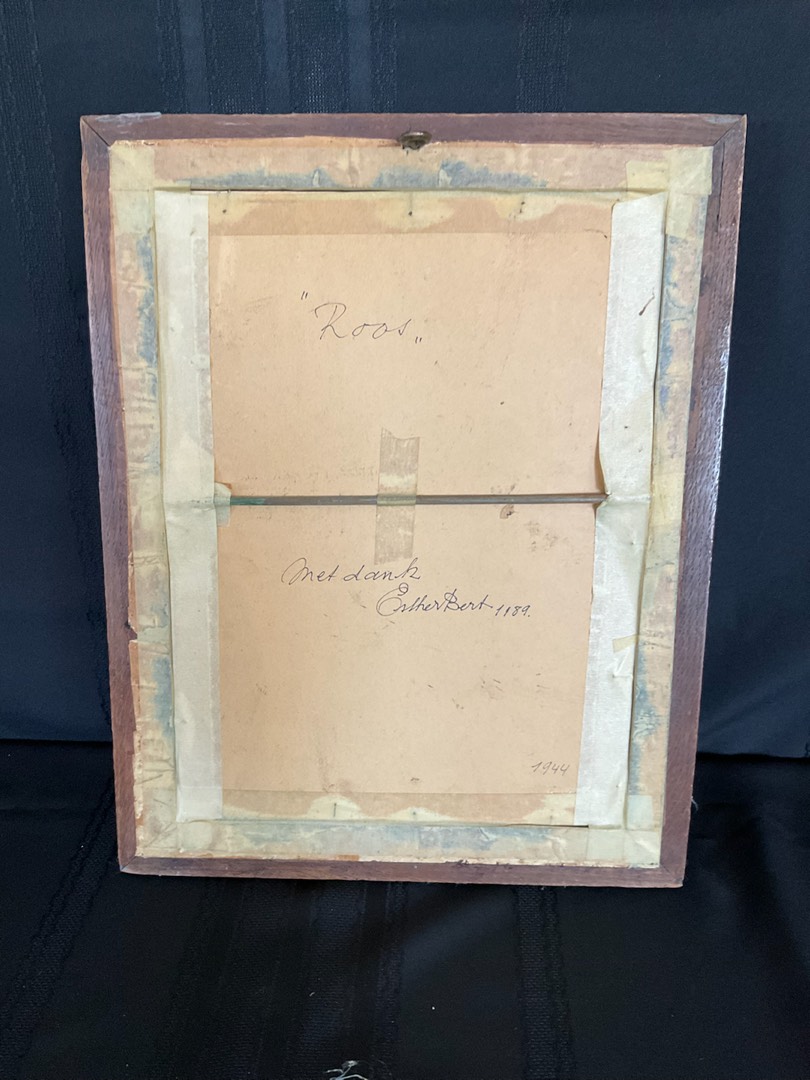 "Roos„
Met dank
Esther Bert 1989.
1944